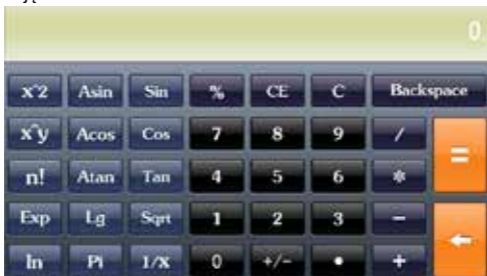 0
x^2 Asin Sin % CE C Backspace
x^y Acos Cos 7 8 9 / =
n! Atan Tan 4 5 6 *
Exp Lg Sqrt 1 2 3 -
ln Pi 1/X 0 +/- • +